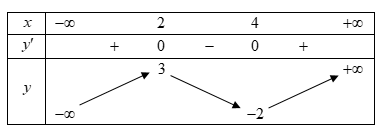 x −∞ 2 4 +∞
y′ + 0 − 0 +
3 +∞
y
−∞ −2